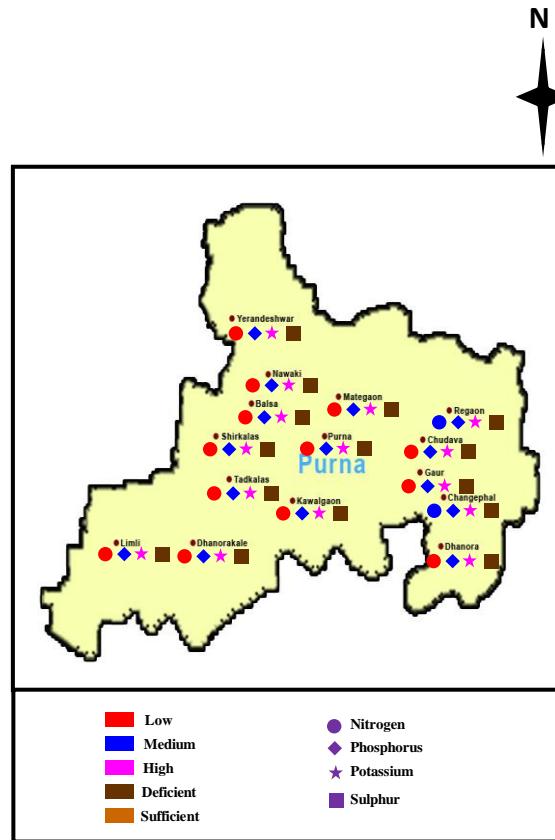 N
Yerandeshwar
Nawaki
Balsa
Mategaon
Regaon
Shirkalas
Purna
Chudava
Purna
Gaur
Tadkalas
Changephal
Kawalgaon
Limli
Dhanorakale
Dhanora
Low
Nitrogen
Medium
Phosphorus
High
Potassium
Deficient
Sulphur
Sufficient